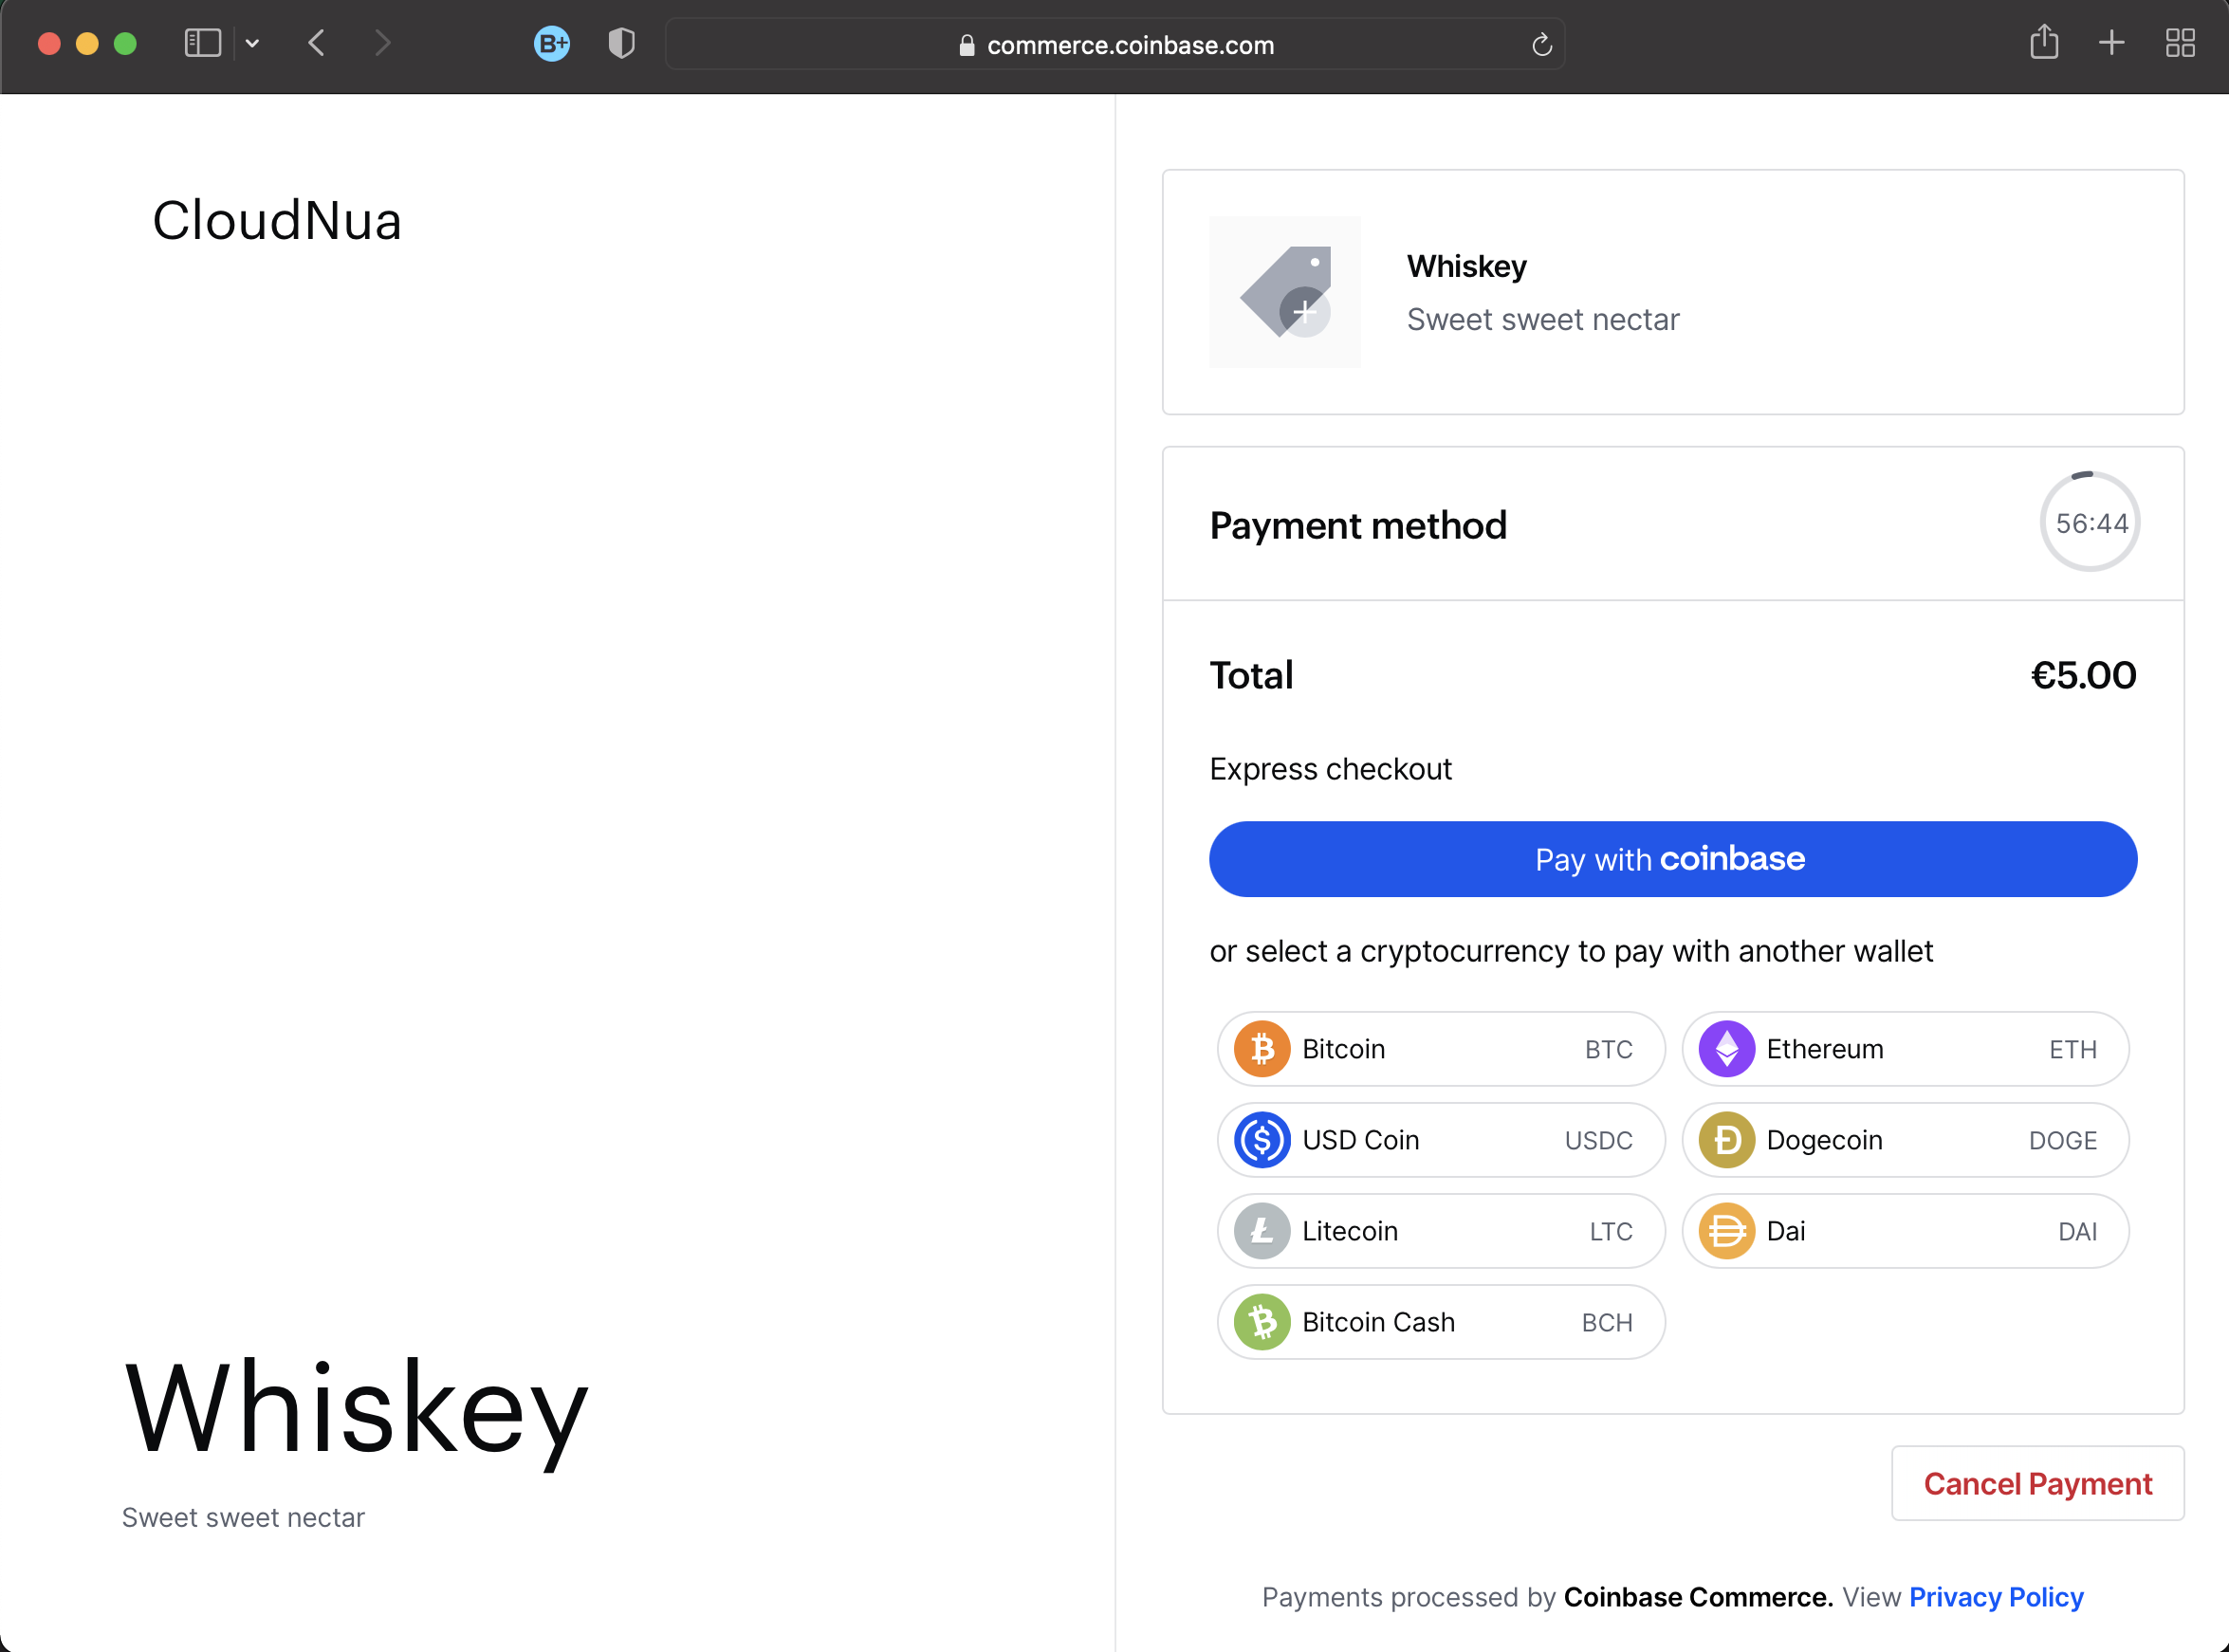 B+
commerce.coinbase.com
CloudNua
Whiskey
Sweet sweet nectar
Whiskey
Sweet sweet nectar
Payment method
56:44
Total
€5.00
Express checkout
Pay with coinbase
or select a cryptocurrency to pay with another wallet
Bitcoin BTC
Ethereum ETH
USD Coin USDC
Dogecoin DOGE
Litecoin LTC
Dai DAI
Bitcoin Cash BCH
Cancel Payment
Payments processed by Coinbase Commerce. View Privacy Policy